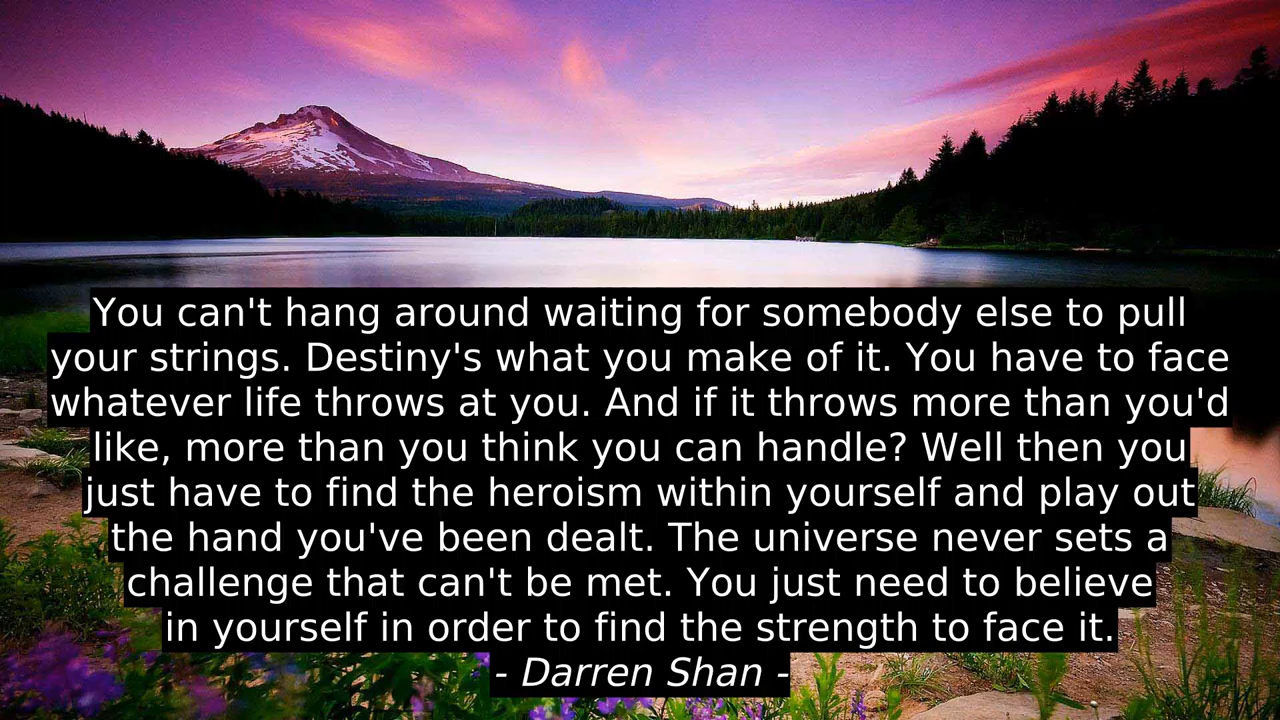 You can't hang around waiting for somebody else to pull
your strings. Destiny's what you make of it. You have to face
whatever life throws at you. And if it throws more than you'd
like, more than you think you can handle? Well then you
just have to find the heroism within yourself and play out
the hand you've been dealt. The universe never sets a
challenge that can't be met. You just need to believe
in yourself in order to find the strength to face it.
- Darren Shan -